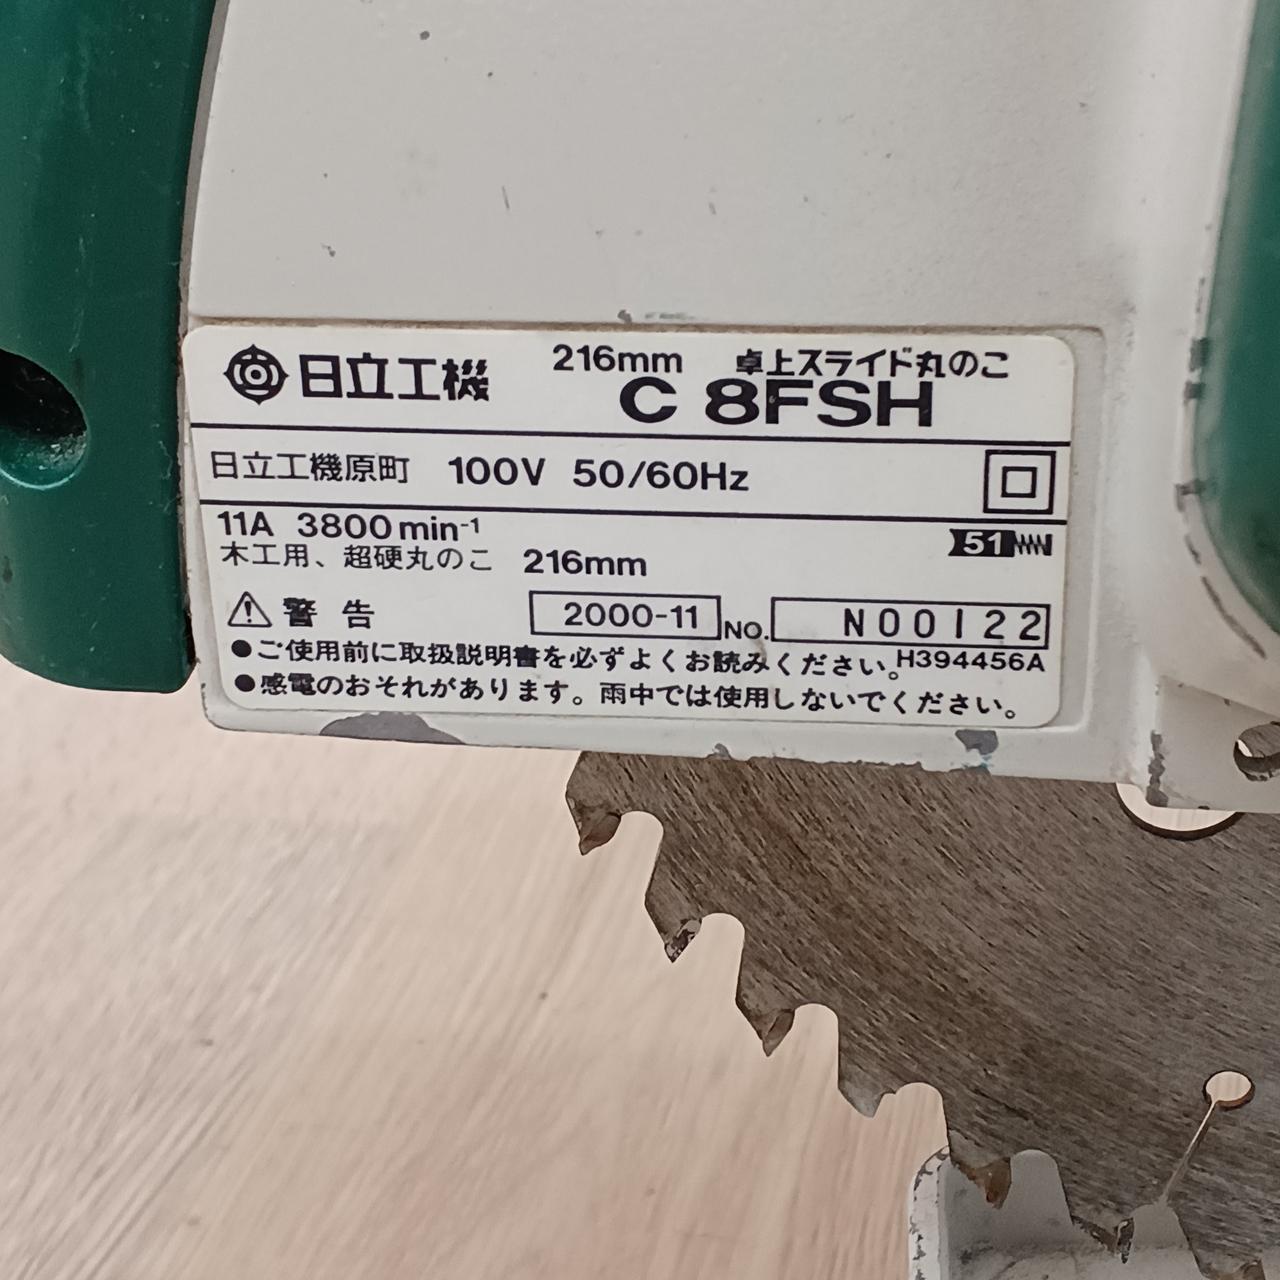 日立工機 216mm 卓上スライド丸のこ
C 8FSH
日立工機原町 100V 50/60Hz
11A 3800min-1
51
木工用、超硬丸のこ 216mm
警告 2000-11 NO. N00122
●ご使用前に取扱説明書を必ずよくお読みください。H394456A
●感電のおそれがあります。雨中では使用しないでください。